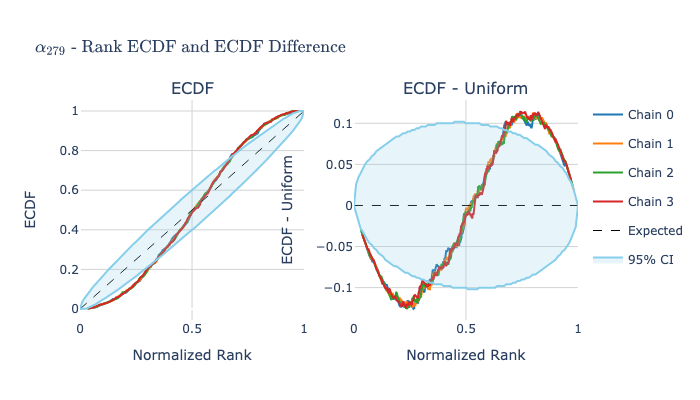 α₂₇₉ - Rank ECDF and ECDF Difference
ECDF
ECDF - Uniform
ECDF
1
0.8
0.6
0.4
0.2
0
0
0.5
1
Normalized Rank
ECDF - Uniform
0.1
0.05
0
−0.05
−0.1
0
0.5
1
Normalized Rank
Chain 0
Chain 1
Chain 2
Chain 3
Expected
95% CI